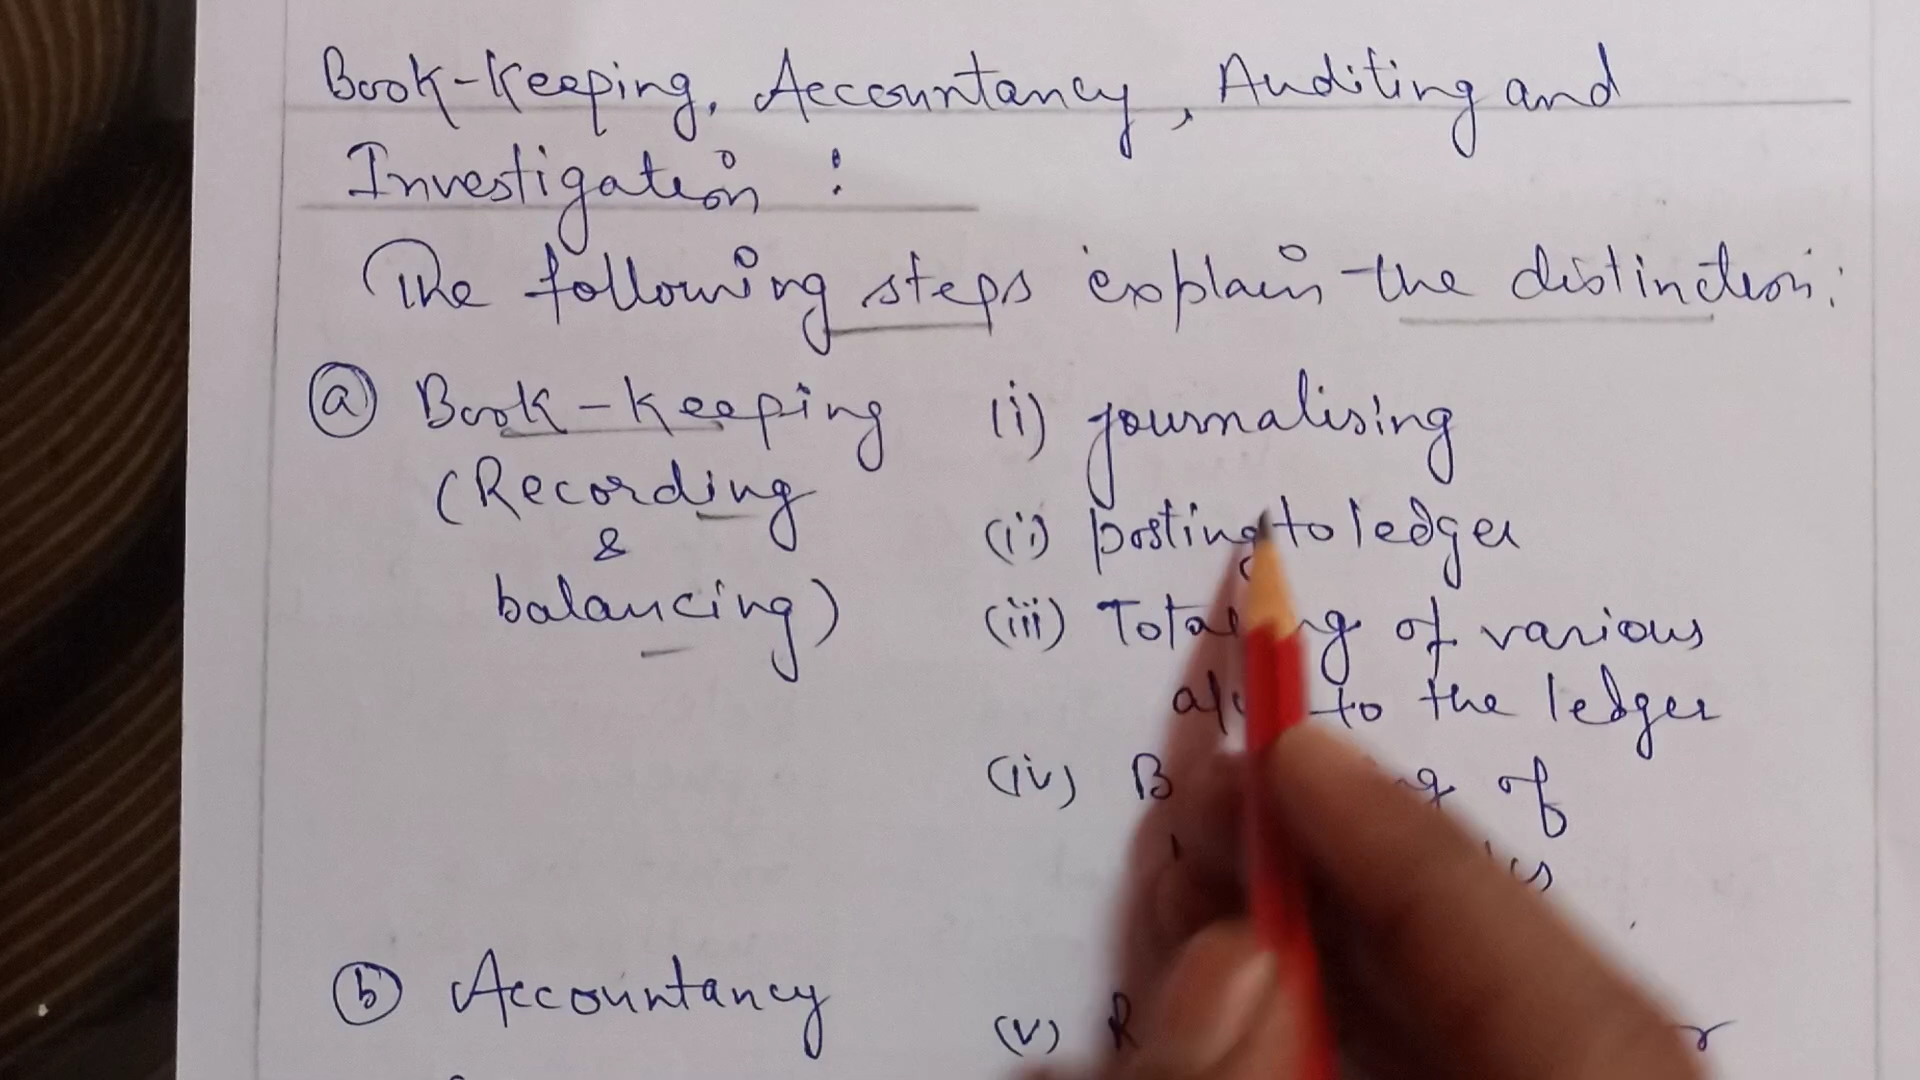 Book-Keeping, Accountancy, Auditing and
Investigation :
The following steps explain the distinction:
(a) Book-Keeping (i) journalising
(Recording (ii) posting to ledger
&
balancing) (iii) of various
to the ledger
(iv) of
(b) Accountancy (v)